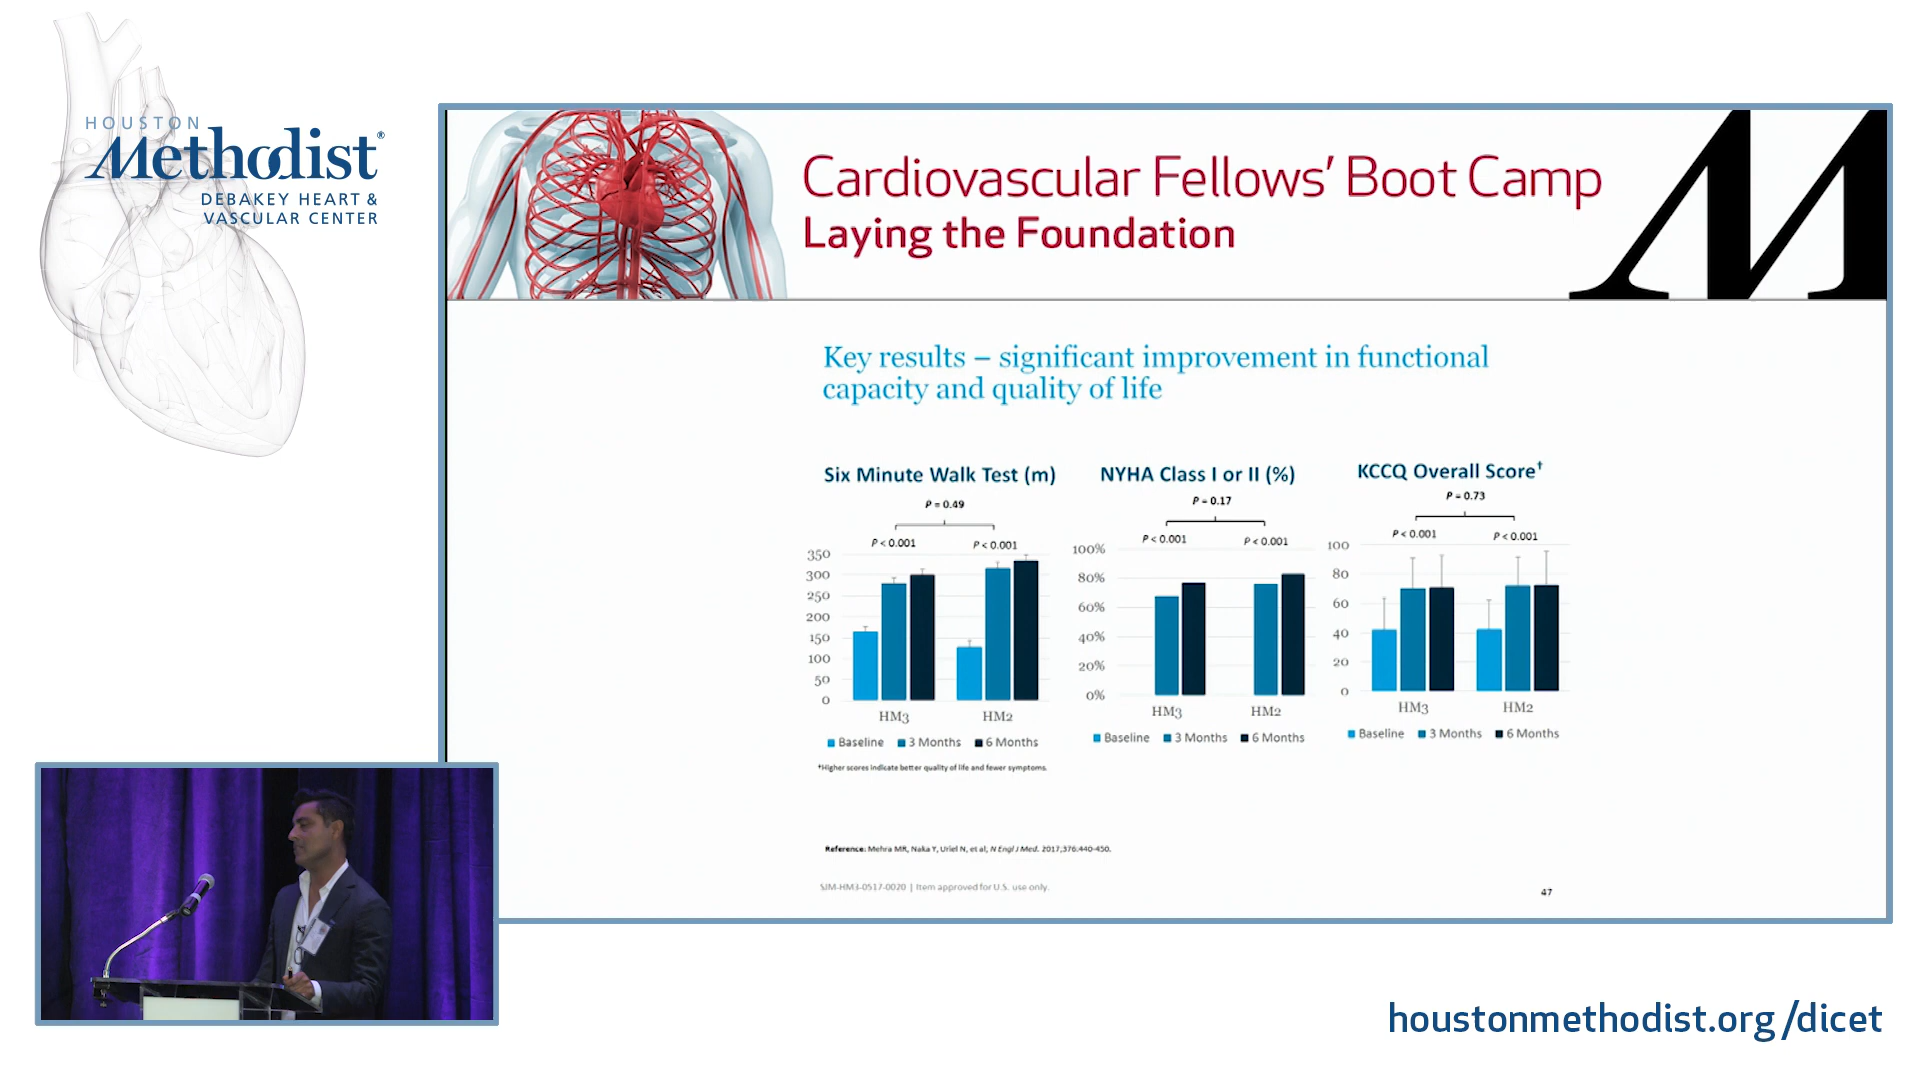 HOUSTON
Methodist®
DEBAKEY HEART &
VASCULAR CENTER
Cardiovascular Fellows' Boot Camp
Laying the Foundation
M
Key results – significant improvement in functional
capacity and quality of life
Six Minute Walk Test (m)
P = 0.49
P < 0.001
P < 0.001
350
300
250
200
150
100
50
0
HM3
HM2
Baseline
3 Months
6 Months
†Higher scores indicate better quality of life and fewer symptoms.
NYHA Class I or II (%)
P = 0.17
P < 0.001
P < 0.001
100%
80%
60%
40%
20%
0%
HM3
HM2
Baseline
3 Months
6 Months
KCCQ Overall Score†
P = 0.73
P < 0.001
P < 0.001
100
80
60
40
20
0
HM3
HM2
Baseline
3 Months
6 Months
Reference: Mehra MR, Naka Y, Uriel N, et al, N Engl J Med. 2017;376:440-450.
SJM-HM3-0517-0020 | Item approved for U.S. use only.
47
houstonmethodist.org/dicet